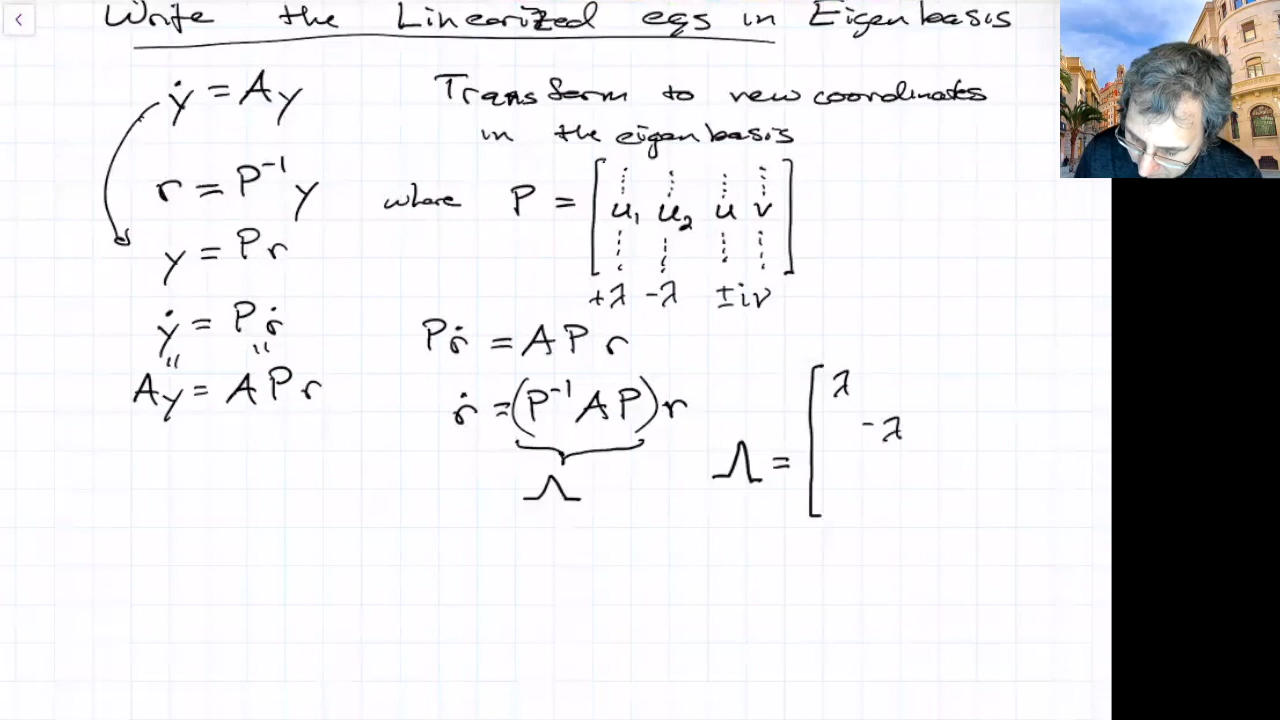 Write the Linearized eqs in Eigenbasis
ẏ = Ay
Transform to new coordinates
in the eigenbasis
r = P⁻¹ y where P = [ u₁ u₂ u v ]
+λ -λ ±iν
y = Pr
ẏ = Pṙ
" "
Ay = APr
Pṙ = APr
ṙ = (P⁻¹AP)r
Λ
Λ = [ λ
-λ